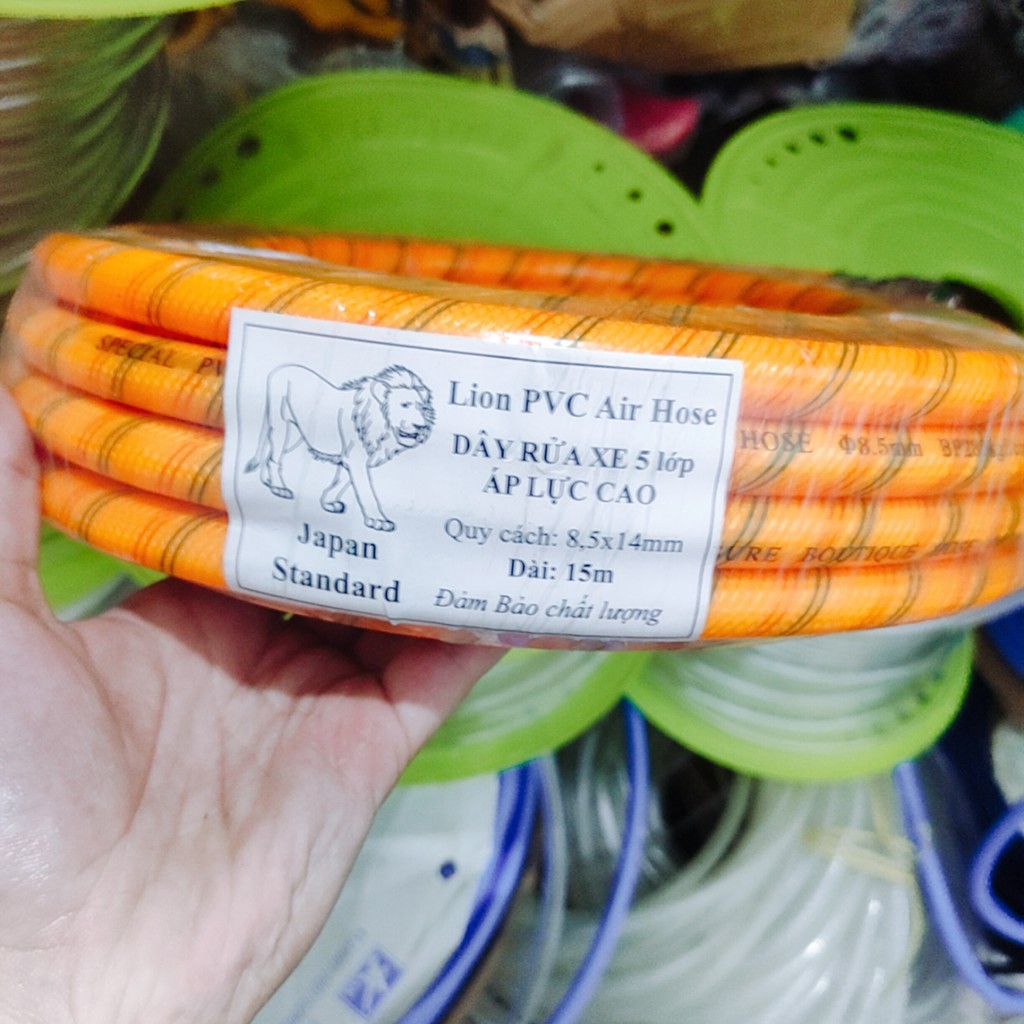 Lion PVC Air Hose
DÂY RỬA XE 5 lớp
ÁP LỰC CAO
Quy cách: 8,5x14mm
Dài: 15m
Đảm Bảo chất lượng
Japan
Standard
SPECIAL PV
HOSE Φ8.5mm
BOUTIQUE